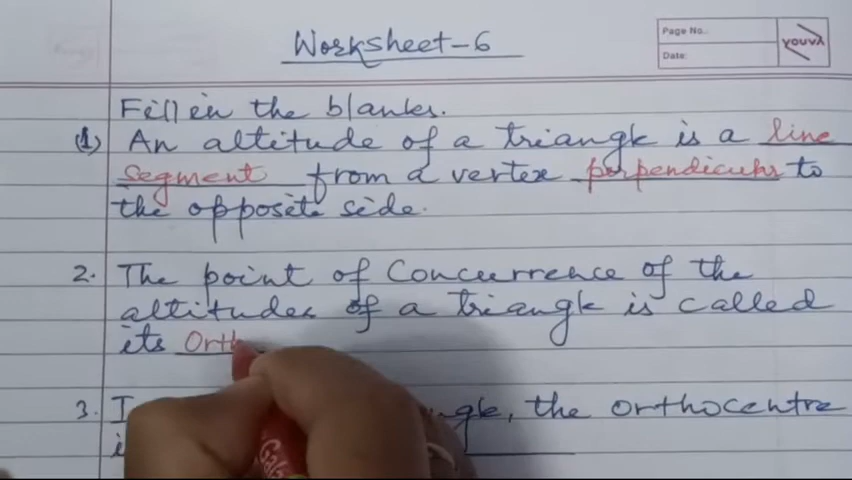 Worksheet-6
Page No.:
Date:
YOUVA
Fill in the blanks.
(1) An altitude of a triangle is a line
segment from a vertex perpendicular to
the opposite side.
2. The point of Concurrence of the
altitudes of a triangle is called
its Orth
3. the orthocentre